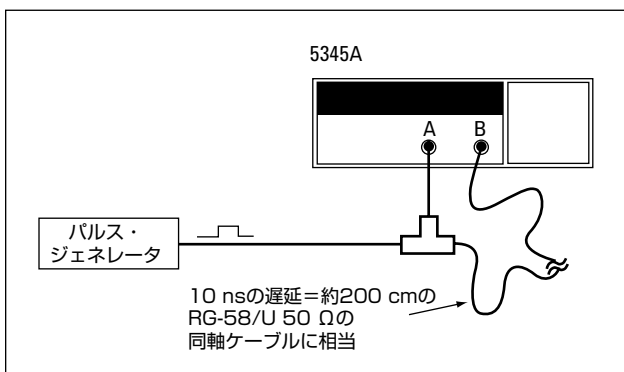 5345A
A
B
パルス・
ジェネレータ
10 nsの遅延＝約200 cmの
RG-58/U 50 Ωの
同軸ケーブルに相当